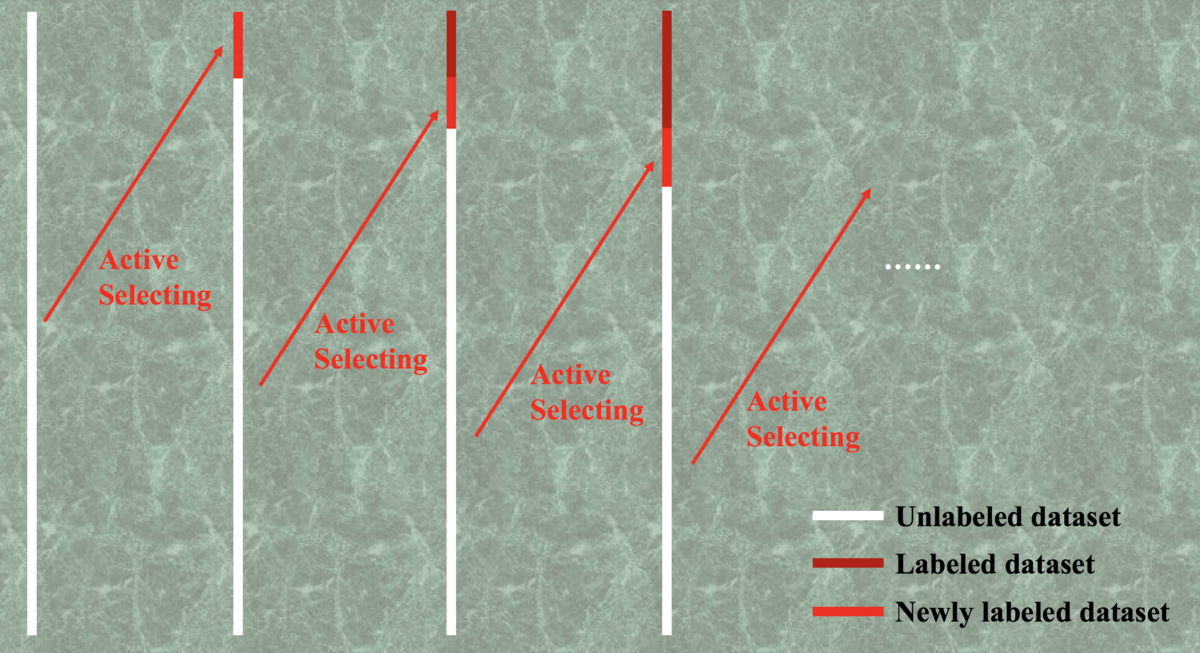 Active
Selecting
Active
Selecting
Active
Selecting
Active
Selecting
......
Unlabeled dataset
Labeled dataset
Newly labeled dataset